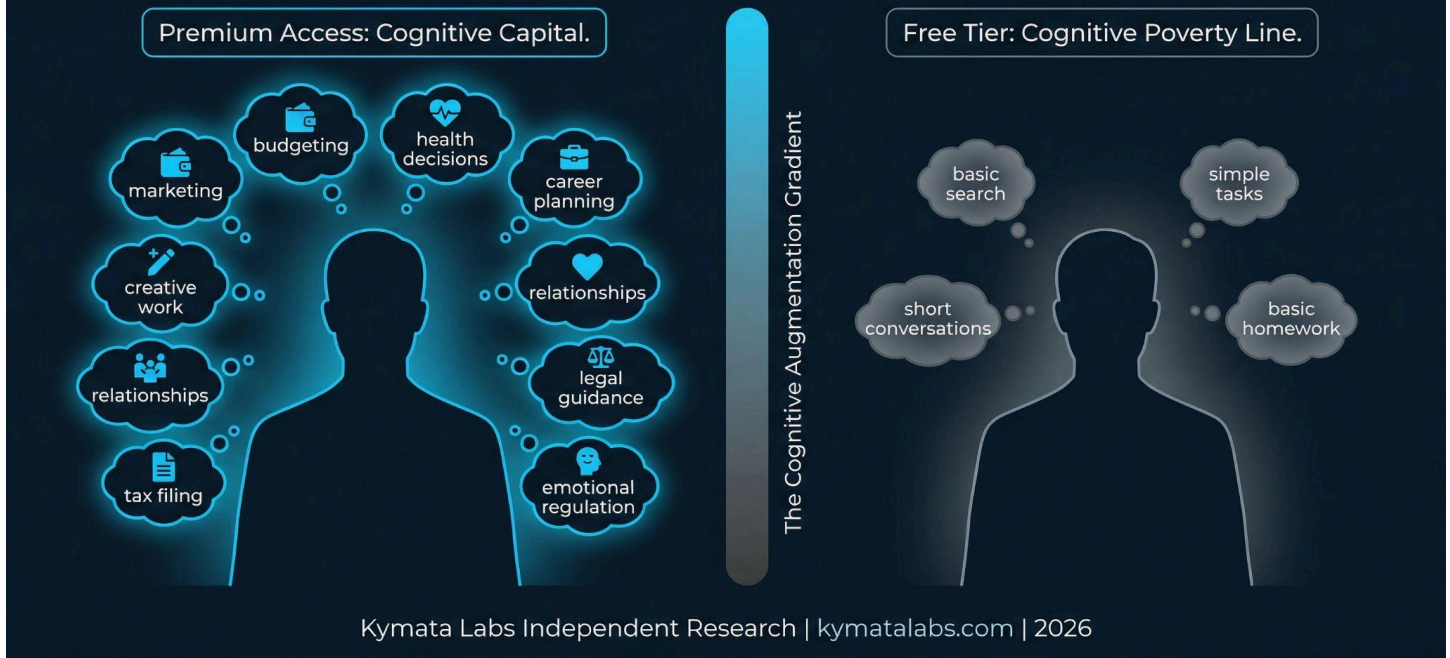 Premium Access: Cognitive Capital.
budgeting
health
decisions
marketing
career
planning
creative
work
relationships
relationships
legal
guidance
tax filing
emotional
regulation
The Cognitive Augmentation Gradient
Free Tier: Cognitive Poverty Line.
basic
search
simple
tasks
short
conversations
basic
homework
Kymata Labs Independent Research | kymatalabs.com | 2026